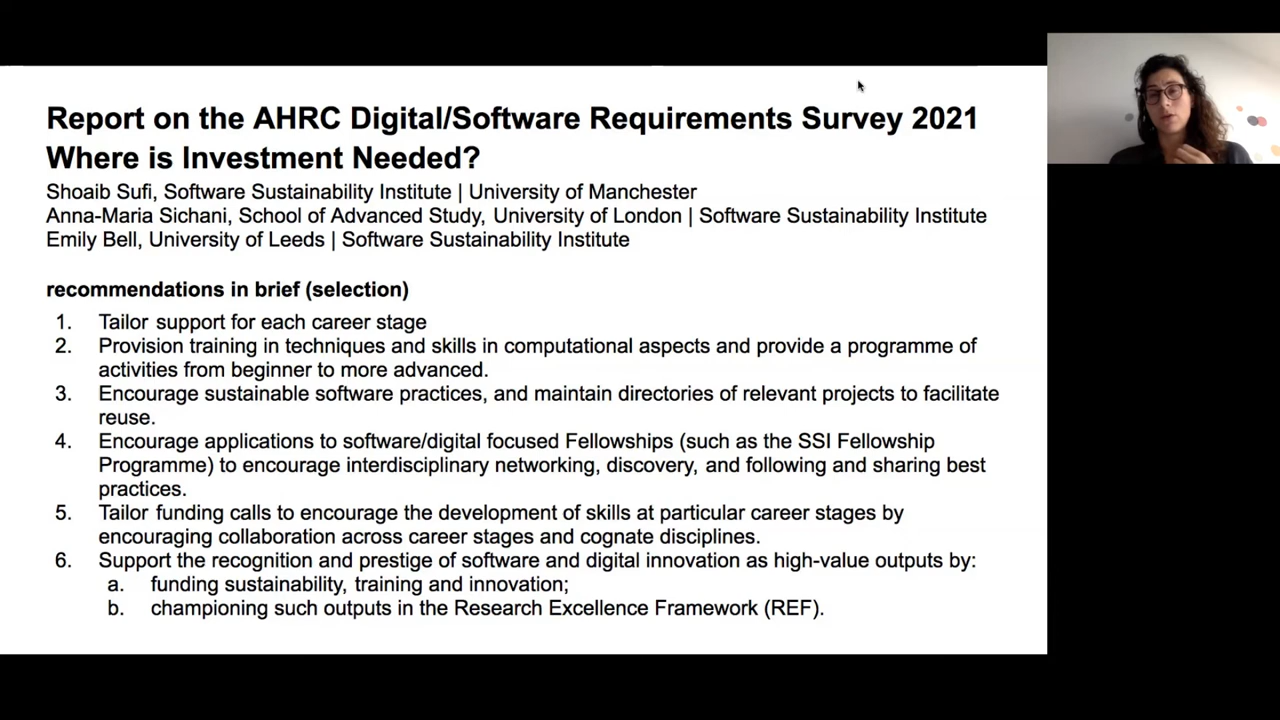 Report on the AHRC Digital/Software Requirements Survey 2021
Where is Investment Needed?
Shoaib Sufi, Software Sustainability Institute | University of Manchester
Anna-Maria Sichani, School of Advanced Study, University of London | Software Sustainability Institute
Emily Bell, University of Leeds | Software Sustainability Institute
recommendations in brief (selection)
1. Tailor support for each career stage
2. Provision training in techniques and skills in computational aspects and provide a programme of
activities from beginner to more advanced.
3. Encourage sustainable software practices, and maintain directories of relevant projects to facilitate
reuse.
4. Encourage applications to software/digital focused Fellowships (such as the SSI Fellowship
Programme) to encourage interdisciplinary networking, discovery, and following and sharing best
practices.
5. Tailor funding calls to encourage the development of skills at particular career stages by
encouraging collaboration across career stages and cognate disciplines.
6. Support the recognition and prestige of software and digital innovation as high-value outputs by:
a. funding sustainability, training and innovation;
b. championing such outputs in the Research Excellence Framework (REF).